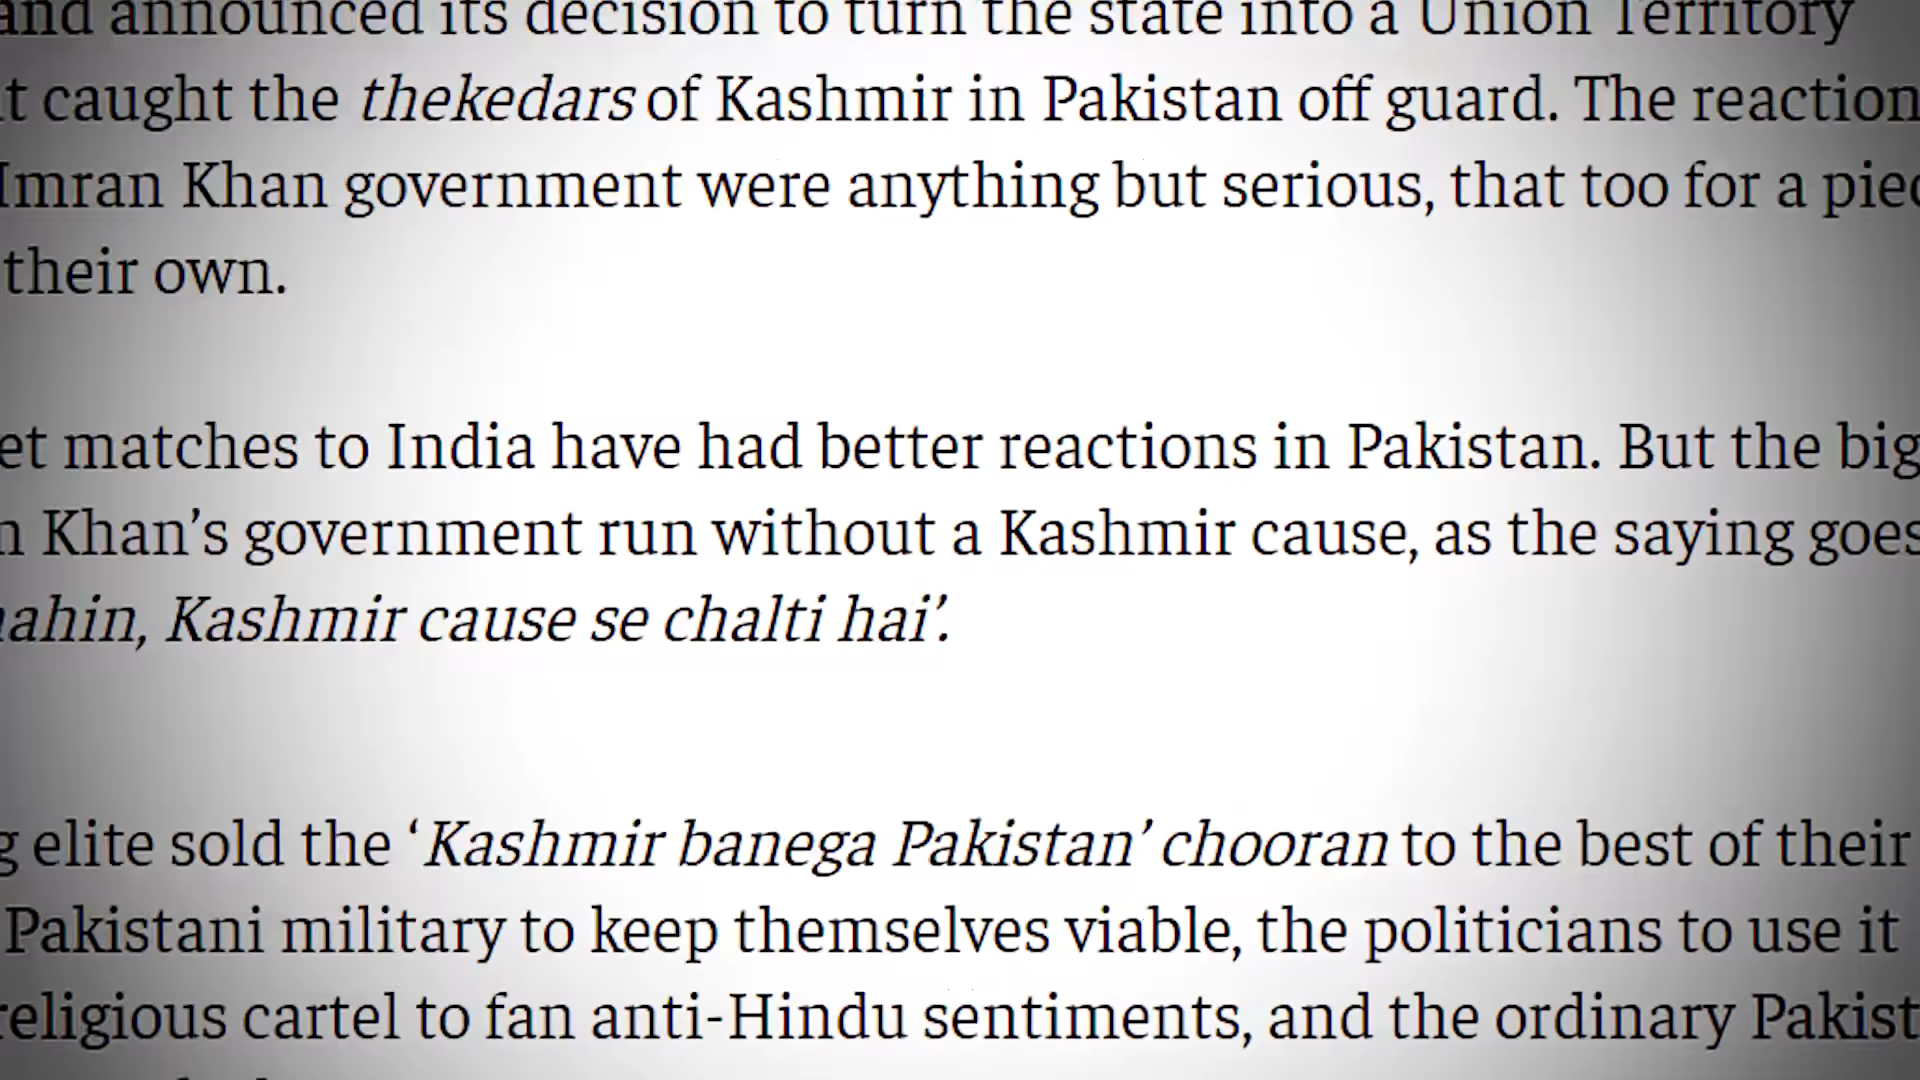 and announced its decision to turn the state into a Union Territory
caught the thekedars of Kashmir in Pakistan off guard. The reaction
Imran Khan government were anything but serious, that too for a
their own.
matches to India have had better reactions in Pakistan. But the big
Khan’s government run without a Kashmir cause, as the saying goes
nahin, Kashmir cause se chalti hai’.
elite sold the ‘Kashmir banega Pakistan’ chooran to the best of their
Pakistani military to keep themselves viable, the politicians to use it
religious cartel to fan anti-Hindu sentiments, and the ordinary Pakist